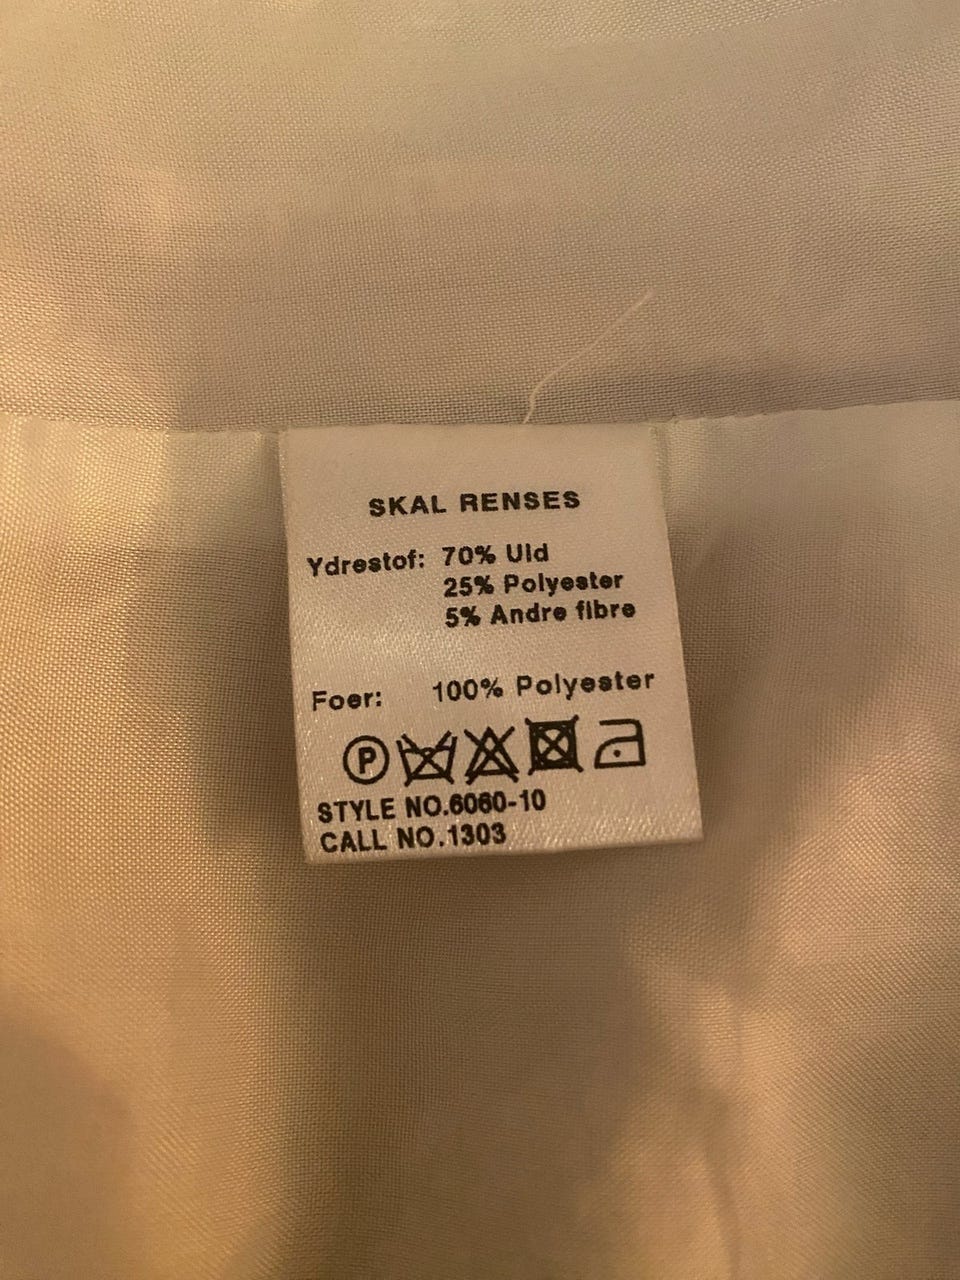 SKAL RENSES
Ydrestof: 70% Uld
25% Polyester
5% Andre fibre
Foer: 100% Polyester
P
STYLE NO.6060-10
CALL NO.1303